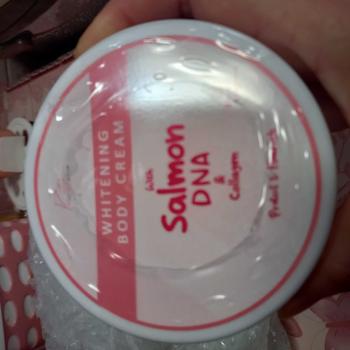 WHITENING
BODY CREAM
with
Salmon
DNA
&
Collagen